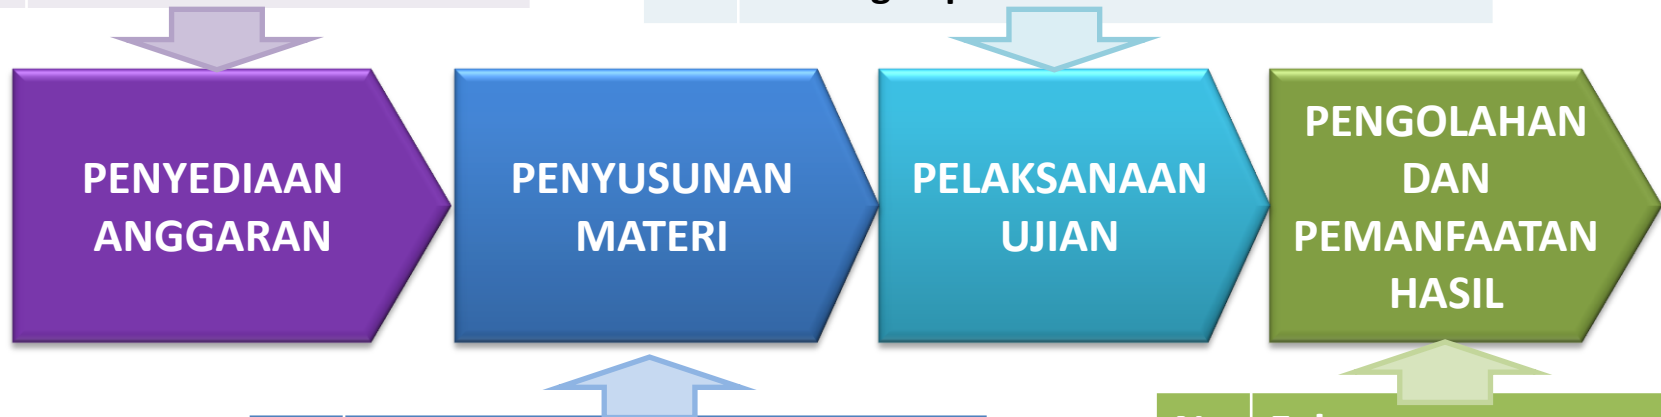 PENYEDIAAN
ANGGARAN
PENYUSUNAN
MATERI
PELAKSANAAN
UJIAN
PENGOLAHAN
DAN
PEMANFAATAN
HASIL